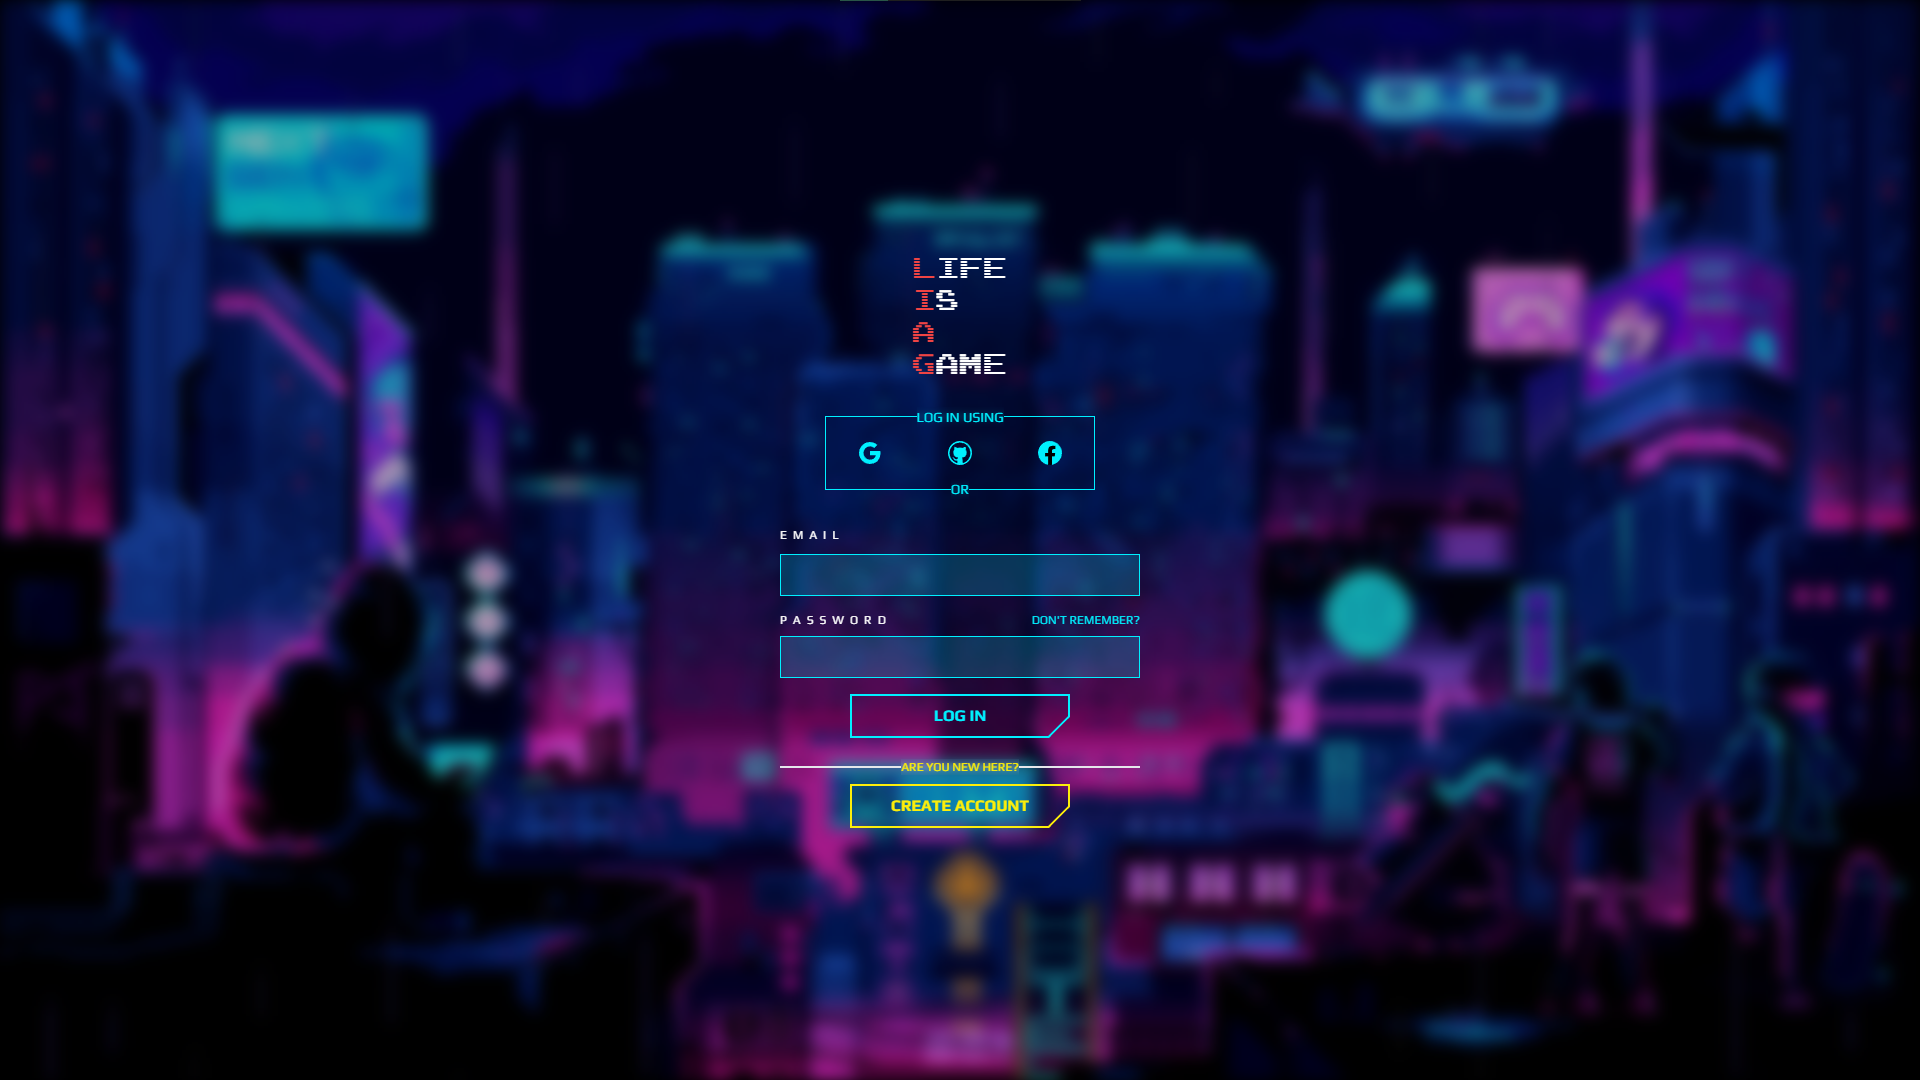 LIFE
IS
A
GAME
LOG IN USING
OR
EMAIL
PASSWORD DON'T REMEMBER?
LOG IN
ARE YOU NEW HERE?
CREATE ACCOUNT